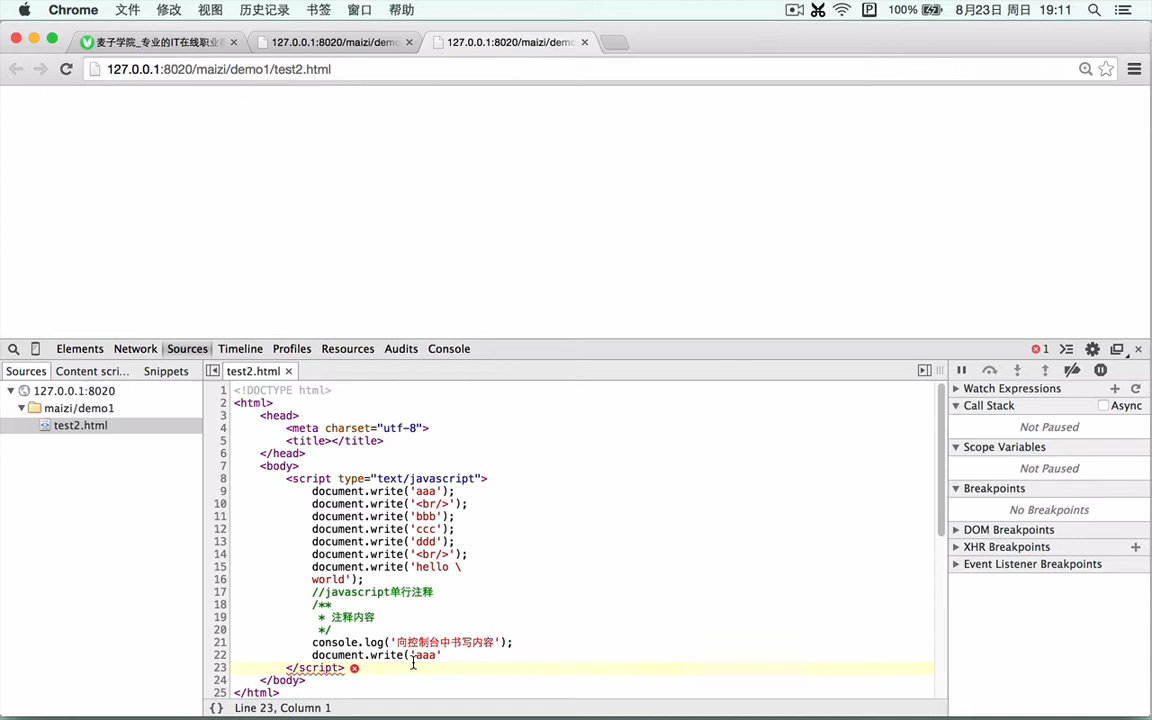 Chrome 文件 修改 视图 历史记录 书签 窗口 帮助 P 100% 8月23日 周日 19:11
麦子学院_专业的IT在线职业 127.0.0.1:8020/maizi/demo 127.0.0.1:8020/maizi/demo
127.0.0.1:8020/maizi/demo1/test2.html
Elements Network Sources Timeline Profiles Resources Audits Console 1
Sources Content scri... Snippets test2.html
127.0.0.1:8020
maizi/demo1
test2.html
1 <!DOCTYPE html>
2 <html>
3 <head>
4 <meta charset="utf-8">
5 <title></title>
6 </head>
7 <body>
8 <script type="text/javascript">
9 document.write('aaa');
10 document.write('<br/>');
11 document.write('bbb');
12 document.write('ccc');
13 document.write('ddd');
14 document.write('<br/>');
15 document.write('hello \
16 world');
17 //javascript单行注释
18 /**
19 * 注释内容
20 */
21 console.log('向控制台中书写内容');
22 document.write('aaa'
23 </script>
24 </body>
25 </html>
{} Line 23, Column 1
Watch Expressions
Call Stack Async
Not Paused
Scope Variables
Not Paused
Breakpoints
No Breakpoints
DOM Breakpoints
XHR Breakpoints
Event Listener Breakpoints